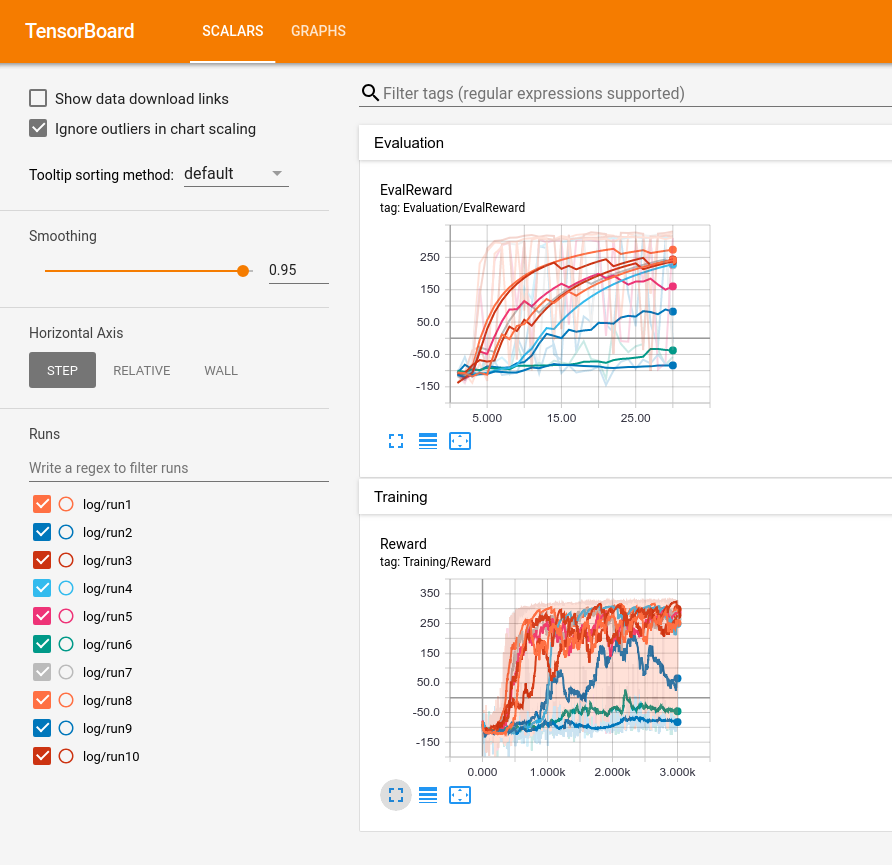 TensorBoard
SCALARS
GRAPHS
Show data download links
Ignore outliers in chart scaling
Tooltip sorting method:
default
Smoothing
0.95
Horizontal Axis
STEP
RELATIVE
WALL
Runs
Write a regex to filter runs
log/run1
log/run2
log/run3
log/run4
log/run5
log/run6
log/run7
log/run8
log/run9
log/run10
Filter tags (regular expressions supported)
Evaluation
EvalReward
tag: Evaluation/EvalReward
250
150
50.0
-50.0
-150
5.000 15.00 25.00
Training
Reward
tag: Training/Reward
350
250
150
50.0
-50.0
-150
0.000 1.000k 2.000k 3.000k